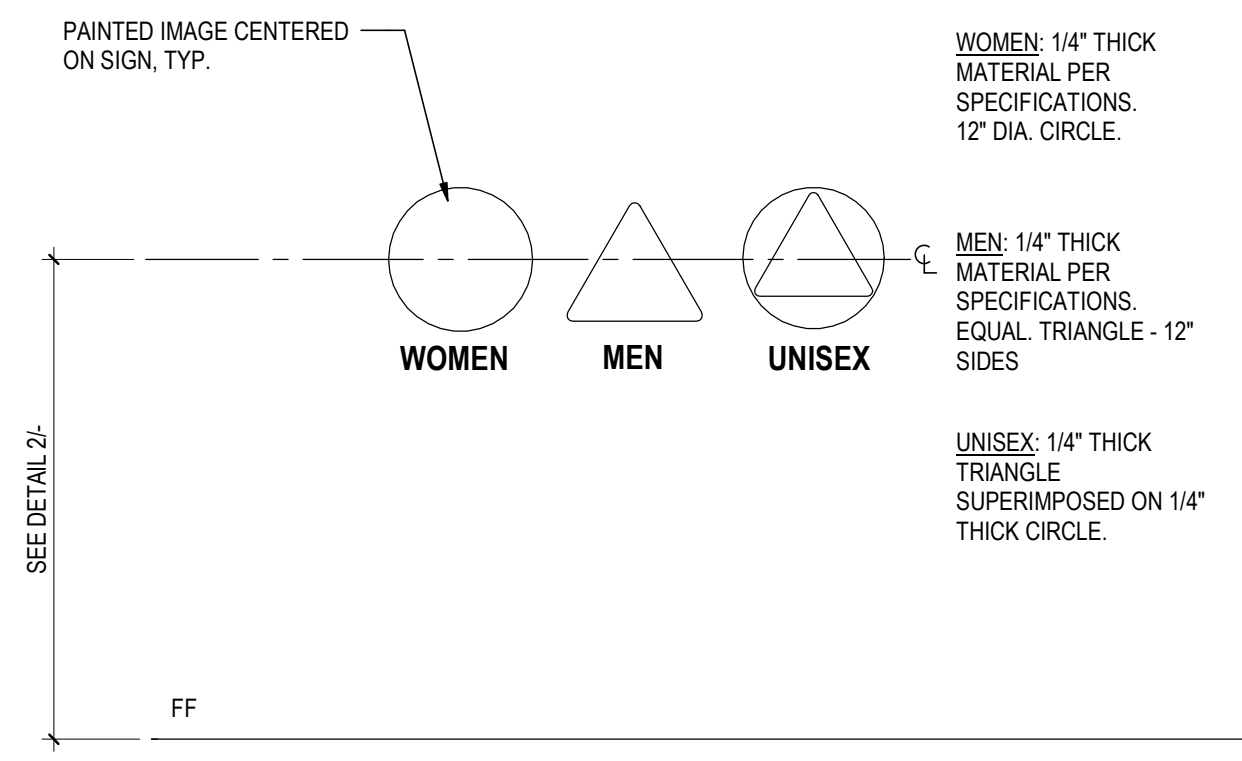 PAINTED IMAGE CENTERED
ON SIGN, TYP.
WOMEN: 1/4" THICK
MATERIAL PER
SPECIFICATIONS.
12" DIA. CIRCLE.
MEN: 1/4" THICK
MATERIAL PER
SPECIFICATIONS.
EQUAL. TRIANGLE - 12"
SIDES
UNISEX: 1/4" THICK
TRIANGLE
SUPERIMPOSED ON 1/4"
THICK CIRCLE.
CL
WOMEN
MEN
UNISEX
SEE DETAIL 2/-
FF